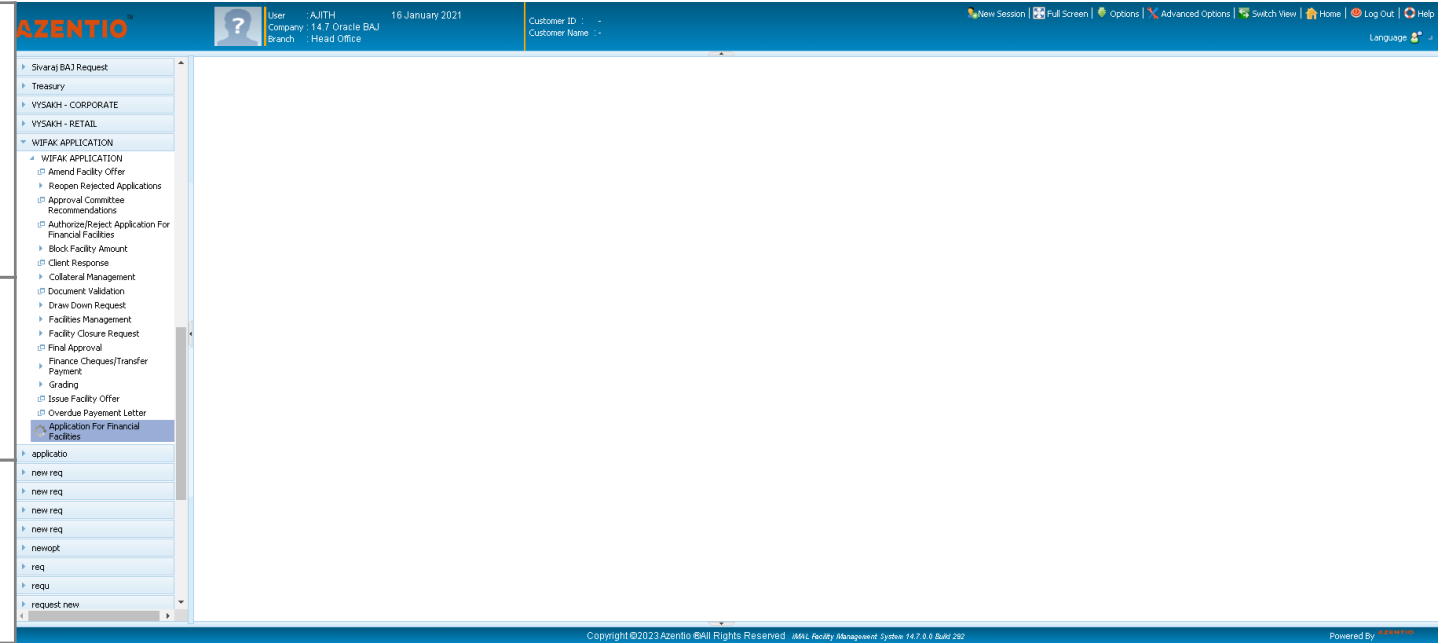 AZENTIO™
User : AJITH 16 January 2021
Company : 14.7 Oracle BAJ
Branch : Head Office
Customer ID : -
Customer Name : -
New Session | Full Screen | Options | Advanced Options | Switch View | Home | Log Out | Help
Language
Sivaraj BAJ Request
Treasury
VYSAKH - CORPORATE
VYSAKH - RETAIL
WIFAK APPLICATION
WIFAK APPLICATION
Amend Facility Offer
Reopen Rejected Applications
Approval Committee
Recommendations
Authorize/Reject Application For
Financial Facilities
Block Facility Amount
Client Response
Collateral Management
Document Validation
Draw Down Request
Facilities Management
Facility Closure Request
Final Approval
Finance Cheques/Transfer
Payment
Grading
Issue Facility Offer
Overdue Payement Letter
Application For Financial
Facilities
applicatio
new req
new req
new req
new req
newopt
req
requ
request new
Copyright©2023 Azentio ®All Rights Reserved iMAL Facility Management System 14.7.0.0 Build 292
Powered By AZENTIO